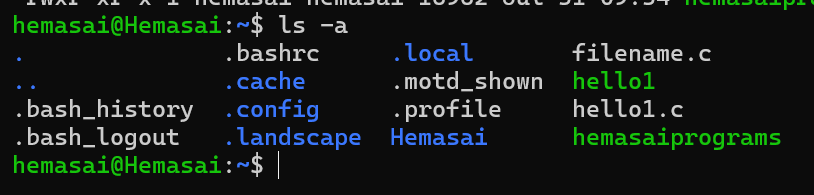 hemasai@Hemasai:~$ ls -a
. .bashrc .local filename.c
.. .cache .motd_shown hello1
.bash_history .config .profile hello1.c
.bash_logout .landscape Hemasai hemasaiprograms
hemasai@Hemasai:~$